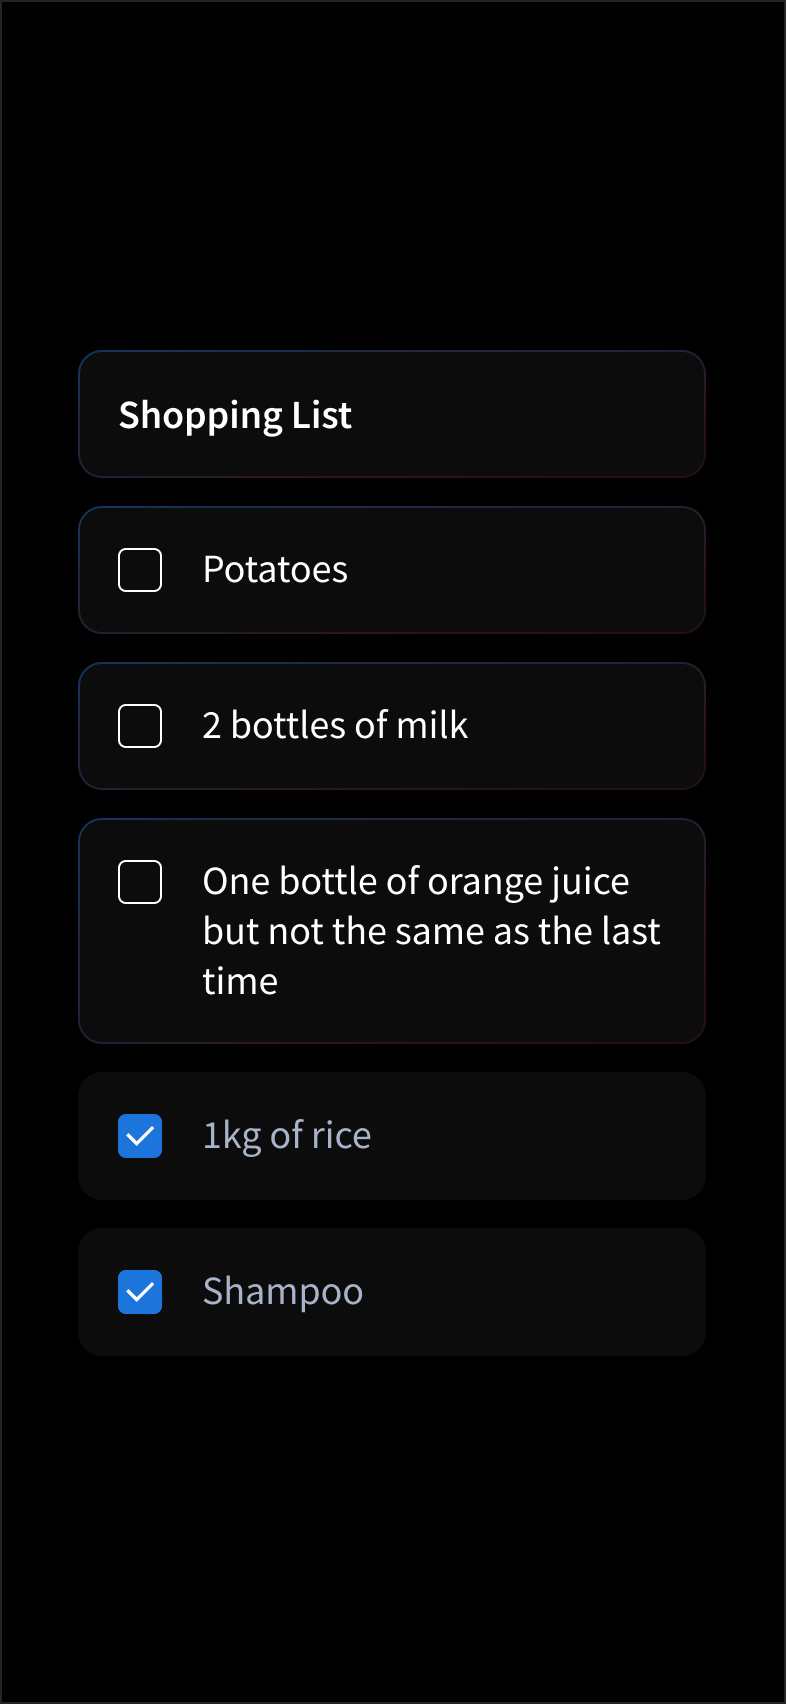 Shopping List
Potatoes
2 bottles of milk
One bottle of orange juice
but not the same as the last
time
1kg of rice
Shampoo